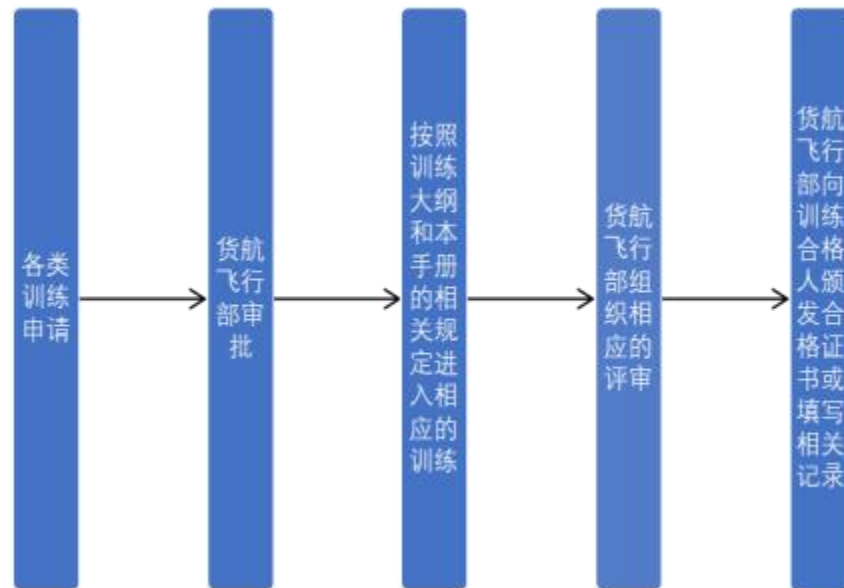 各类
训练
申请
货航
飞行
部审
批
按照
训练
大纲
和本
手册
的相
关规
定进
入相
应的
训练
货航
飞行
部组
织相
应的
评审
货航
飞行
部向
训练
合格
人颁
发合
格证
书或
填写
相关
记录